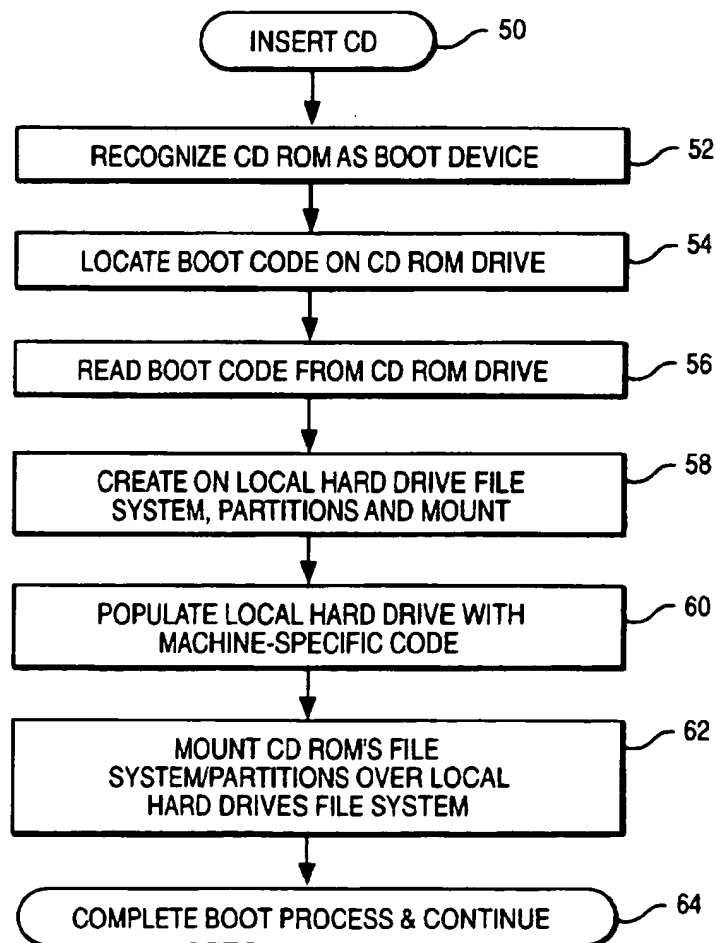 INSERT CD
50
RECOGNIZE CD ROM AS BOOT DEVICE
52
LOCATE BOOT CODE ON CD ROM DRIVE
54
READ BOOT CODE FROM CD ROM DRIVE
56
CREATE ON LOCAL HARD DRIVE FILE
SYSTEM, PARTITIONS AND MOUNT
58
POPULATE LOCAL HARD DRIVE WITH
MACHINE-SPECIFIC CODE
60
MOUNT CD ROM'S FILE
SYSTEM/PARTITIONS OVER LOCAL
HARD DRIVES FILE SYSTEM
62
COMPLETE BOOT PROCESS & CONTINUE
64